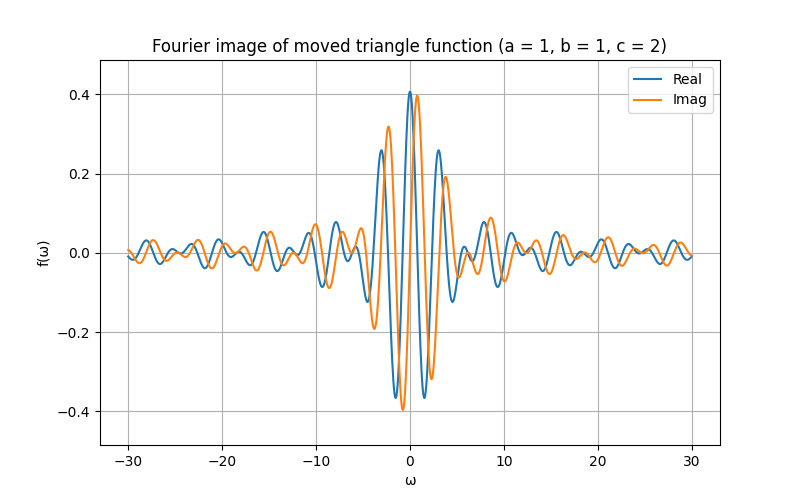 Fourier image of moved triangle function (a = 1, b = 1, c = 2)
Real
Imag
f(ω)
0.4
0.2
0.0
−0.2
−0.4
−30
−20
−10
0
10
20
30
ω